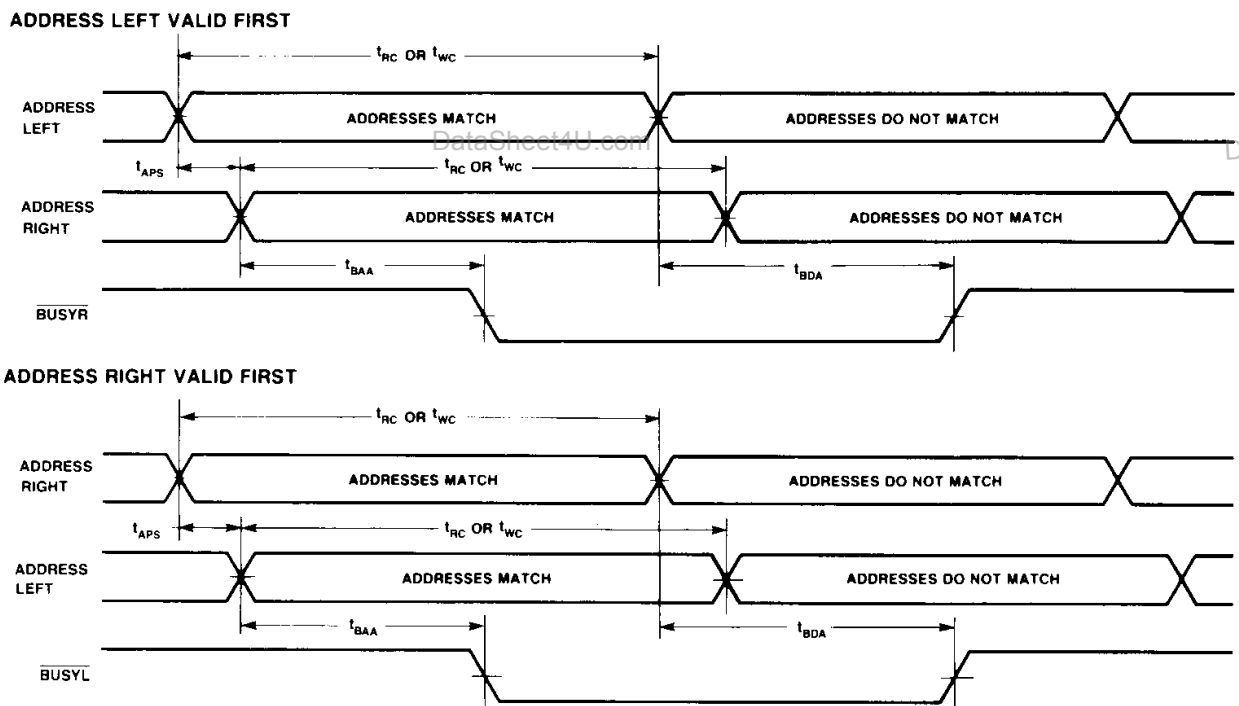 ADDRESS LEFT VALID FIRST
tRC OR tWC
ADDRESS
LEFT
ADDRESSES MATCH
ADDRESSES DO NOT MATCH
DataSheet4U.com
D
tAPS
tRC OR tWC
ADDRESS
RIGHT
ADDRESSES MATCH
ADDRESSES DO NOT MATCH
tBAA
tBDA
BUSYR
ADDRESS RIGHT VALID FIRST
tRC OR tWC
ADDRESS
RIGHT
ADDRESSES MATCH
ADDRESSES DO NOT MATCH
tAPS
tRC OR tWC
ADDRESS
LEFT
ADDRESSES MATCH
ADDRESSES DO NOT MATCH
tBAA
tBDA
BUSYL